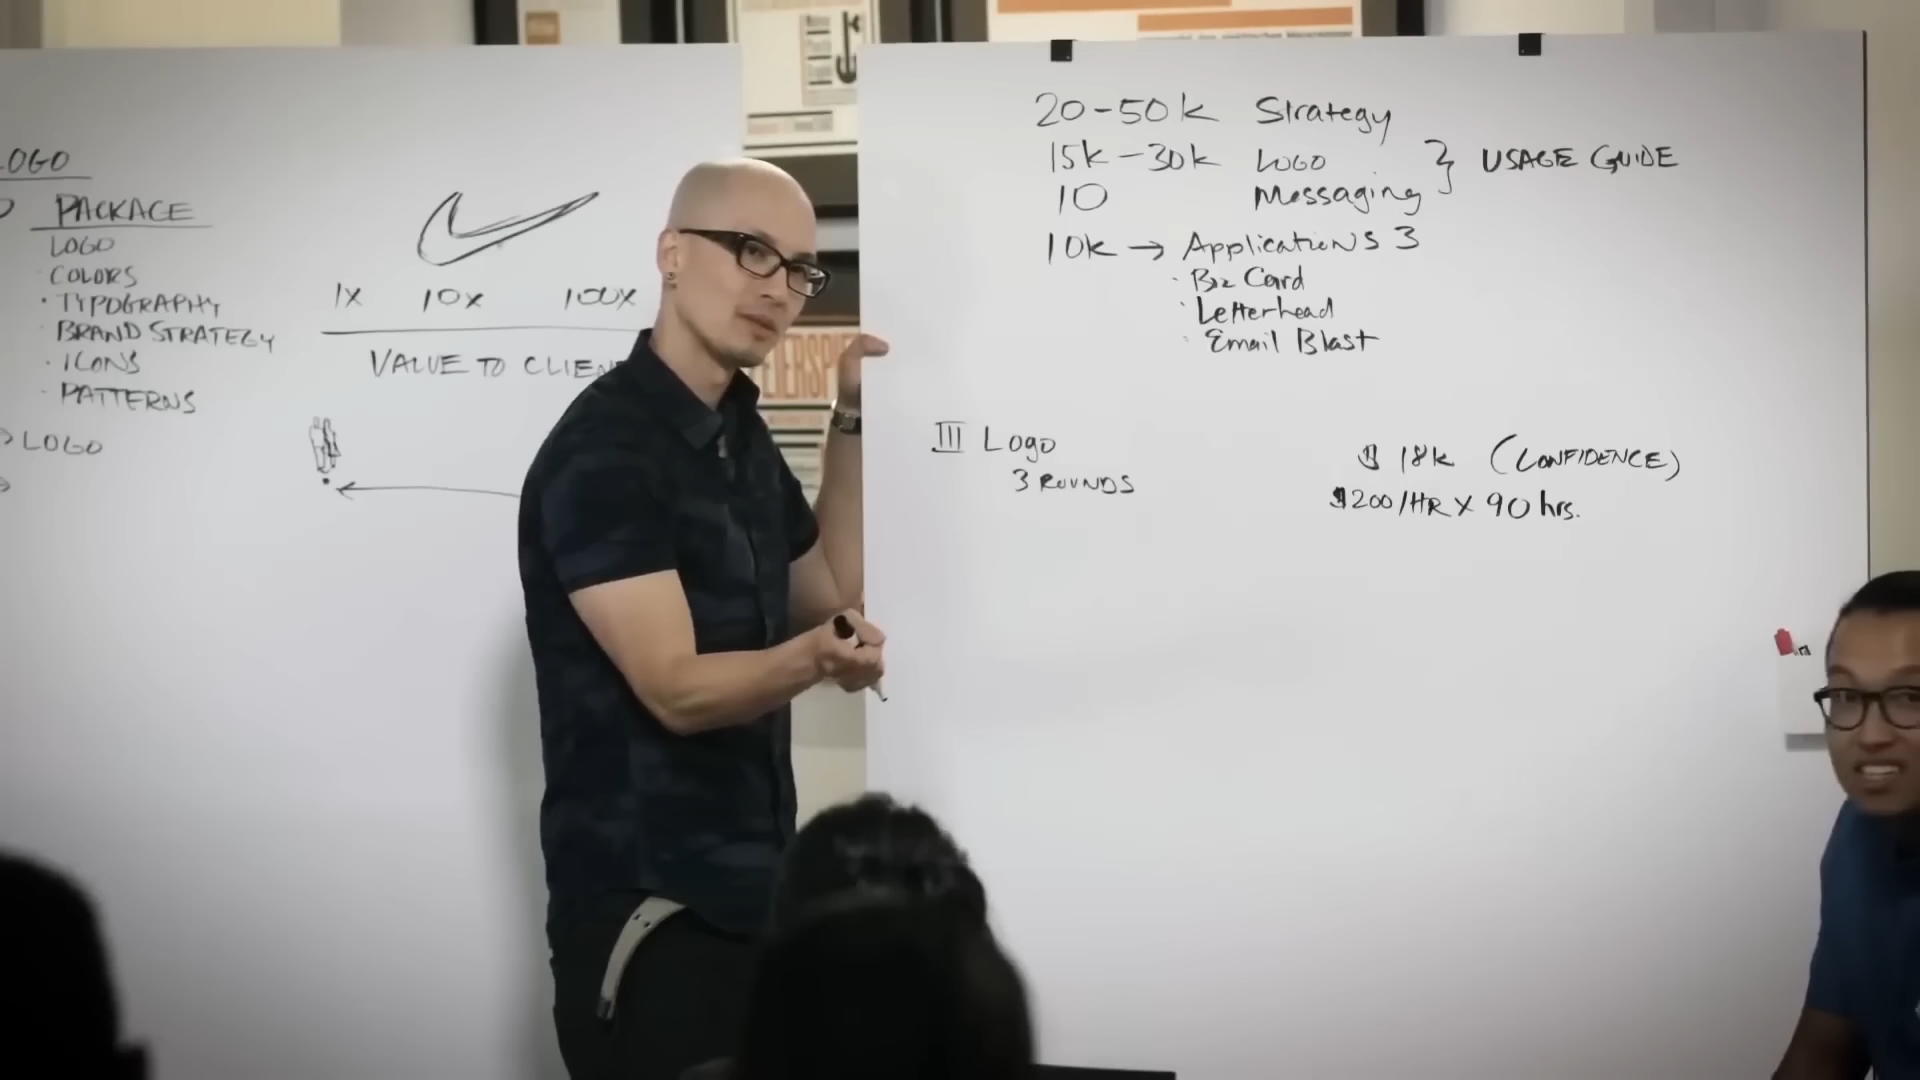 LOGO
PACKAGE
LOGO
COLORS
· TYPOGRAPHY
BRAND STRATEGY
· ICONS
· PATTERNS
LOGO
1x 10x 100x
VALUE TO CLIEN
20-50k Strategy
15k-30k LOGO } USAGE GUIDE
10 Messaging
10k → Applications 3
· Biz Card
· Letterhead
· Email Blast
III Logo
3 ROUNDS
$ 18k (CONFIDENCE)
$200/HR X 90 hrs.